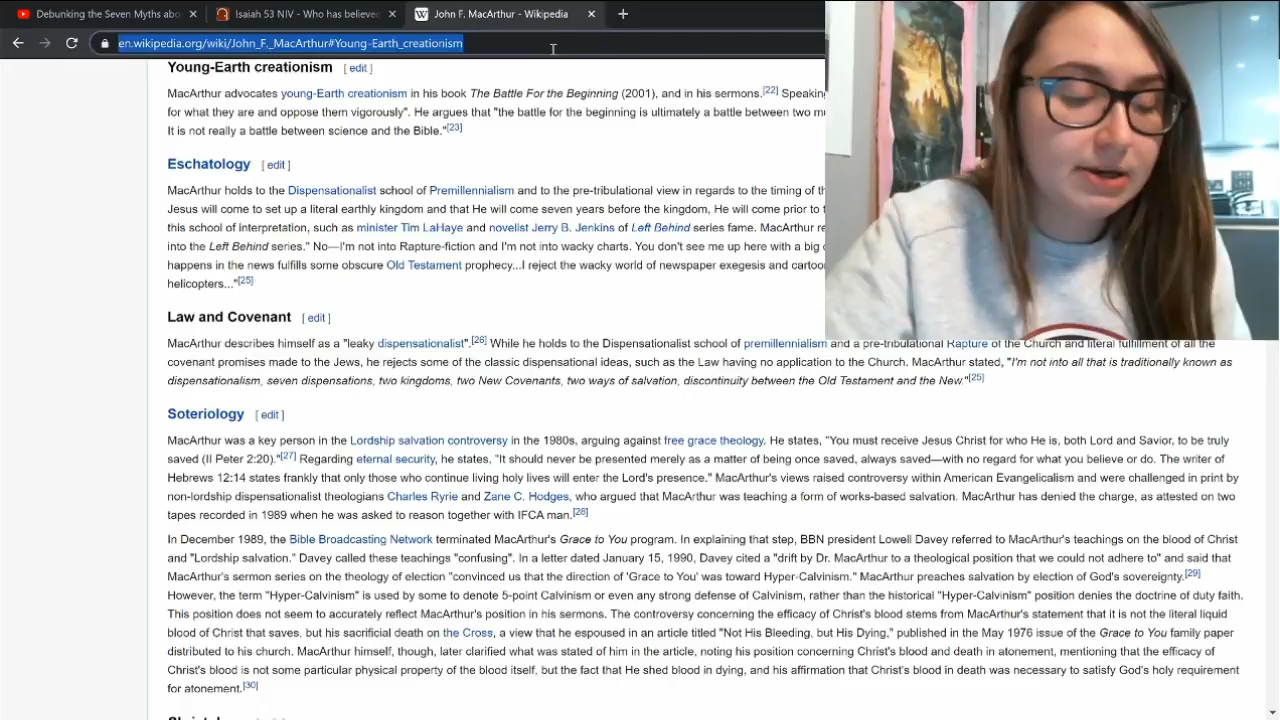 Debunking the Seven Myths abo
Isaiah 53 NIV - Who has believed
John F. MacArthur - Wikipedia
en.wikipedia.org/wiki/John_F._MacArthur#Young-Earth_creationism
Young-Earth creationism [ edit ]
MacArthur advocates young-Earth creationism in his book The Battle For the Beginning (2001), and in his sermons.[22] Speaking
for what they are and oppose them vigorously". He argues that "the battle for the beginning is ultimately a battle between two mu
It is not really a battle between science and the Bible."[23]
Eschatology [ edit ]
MacArthur holds to the Dispensationalist school of Premillennialism and to the pre-tribulational view in regards to the timing of th
Jesus will come to set up a literal earthly kingdom and that He will come seven years before the kingdom, He will come prior to t
this school of interpretation, such as minister Tim LaHaye and novelist Jerry B. Jenkins of Left Behind series fame. MacArthur re
into the Left Behind series." No—I'm not into Rapture-fiction and I'm not into wacky charts. You don't see me up here with a big c
happens in the news fulfills some obscure Old Testament prophecy...I reject the wacky world of newspaper exegesis and cartoo
helicopters..."[25]
Law and Covenant [ edit ]
MacArthur describes himself as a "leaky dispensationalist".[26] While he holds to the Dispensational school of premillennialism and a pre-tribulational Rapture of the Church and literal fulfillment of all the
covenant promises made to the Jews, he rejects some of the classic dispensational ideas, such as the Law having no application to the Church. MacArthur stated, "I'm not into all that is traditionally known as
dispensationalism, seven dispensations, two kingdoms, two New Covenants, two ways of salvation, discontinuity between the Old Testament and the New."[25]
Soteriology [ edit ]
MacArthur was a key person in the Lordship salvation controversy in the 1980s, arguing against free grace theology. He states, "You must receive Jesus Christ for who He is, both Lord and Savior, to be truly
saved (II Peter 2:20)."[27] Regarding eternal security, he states, "It should never be presented merely as a matter of being once saved, always saved—with no regard for what you believe or do. The writer of
Hebrews 12:14 states frankly that only those who continue living holy lives will enter the Lord's presence." MacArthur's views raised controversy within American Evangelicalism and were challenged in print by
non-lordship dispensationalist theologians Charles Ryrie and Zane C. Hodges, who argued that MacArthur was teaching a form of works-based salvation. MacArthur has denied the charge, as attested on two
tapes recorded in 1989 when he was asked to reason together with IFCA man.[28]
In December 1989, the Bible Broadcasting Network terminated MacArthur's Grace to You program. In explaining that step, BBN president Lowell Davey referred to MacArthur's teachings on the blood of Christ
and "Lordship salvation." Davey called these teachings "confusing". In a letter dated January 15, 1990, Davey cited a "drift by Dr. MacArthur to a theological position that we could not adhere to" and said that
MacArthur's sermon series on the theology of election "convinced us that the direction of 'Grace to You' was toward Hyper-Calvinism." MacArthur preaches salvation by election of God's sovereignty.[29]
However, the term "Hyper-Calvinism" is used by some to denote 5-point Calvinism or even any strong defense of Calvinism, rather than the historical "Hyper-Calvinism" position denies the doctrine of duty faith.
This position does not seem to accurately reflect MacArthur's position in his sermons. The controversy concerning the efficacy of Christ's blood stems from MacArthur's statement that it is not the literal liquid
blood of Christ that saves, but his sacrificial death on the Cross, a view that he espoused in an article titled "Not His Bleeding, but His Dying," published in the May 1976 issue of the Grace to You family paper
distributed to his church. MacArthur himself, though, later clarified what was stated of him in the article, noting his position concerning Christ's blood and death in atonement, mentioning that the efficacy of
Christ's blood is not some particular physical property of the blood itself, but the fact that He shed blood in dying, and his affirmation that Christ's blood in death was necessary to satisfy God's holy requirement
for atonement.[30]